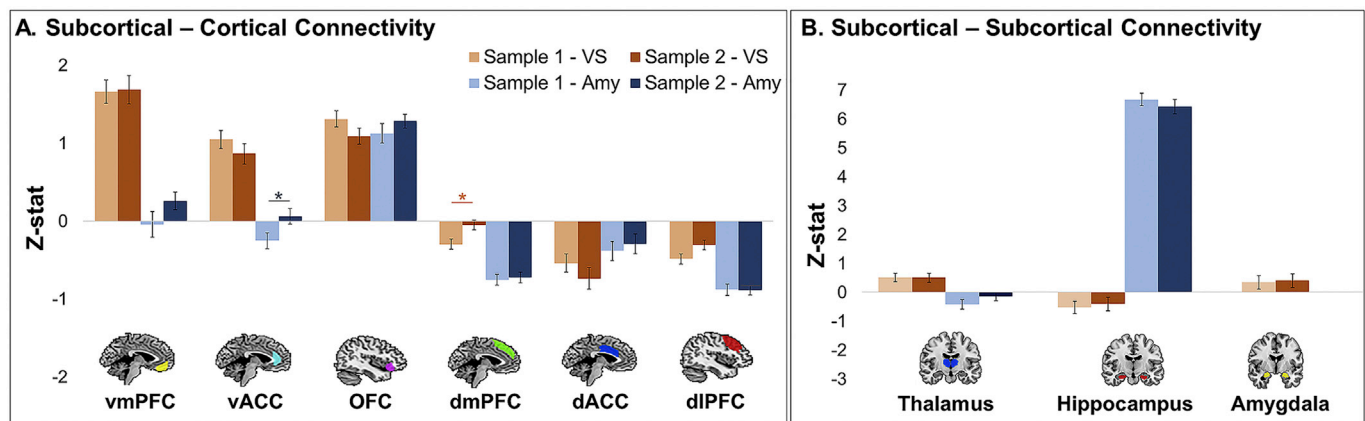 A. Subcortical – Cortical Connectivity
Sample 1 - VS
Sample 2 - VS
Sample 1 - Amy
Sample 2 - Amy
Z-stat
2
1
0
-1
-2
*
*
vmPFC
vACC
OFC
dmPFC
dACC
dlPFC
B. Subcortical – Subcortical Connectivity
Z-stat
7
6
5
4
3
2
1
0
-1
-2
-3
Thalamus
Hippocampus
Amygdala